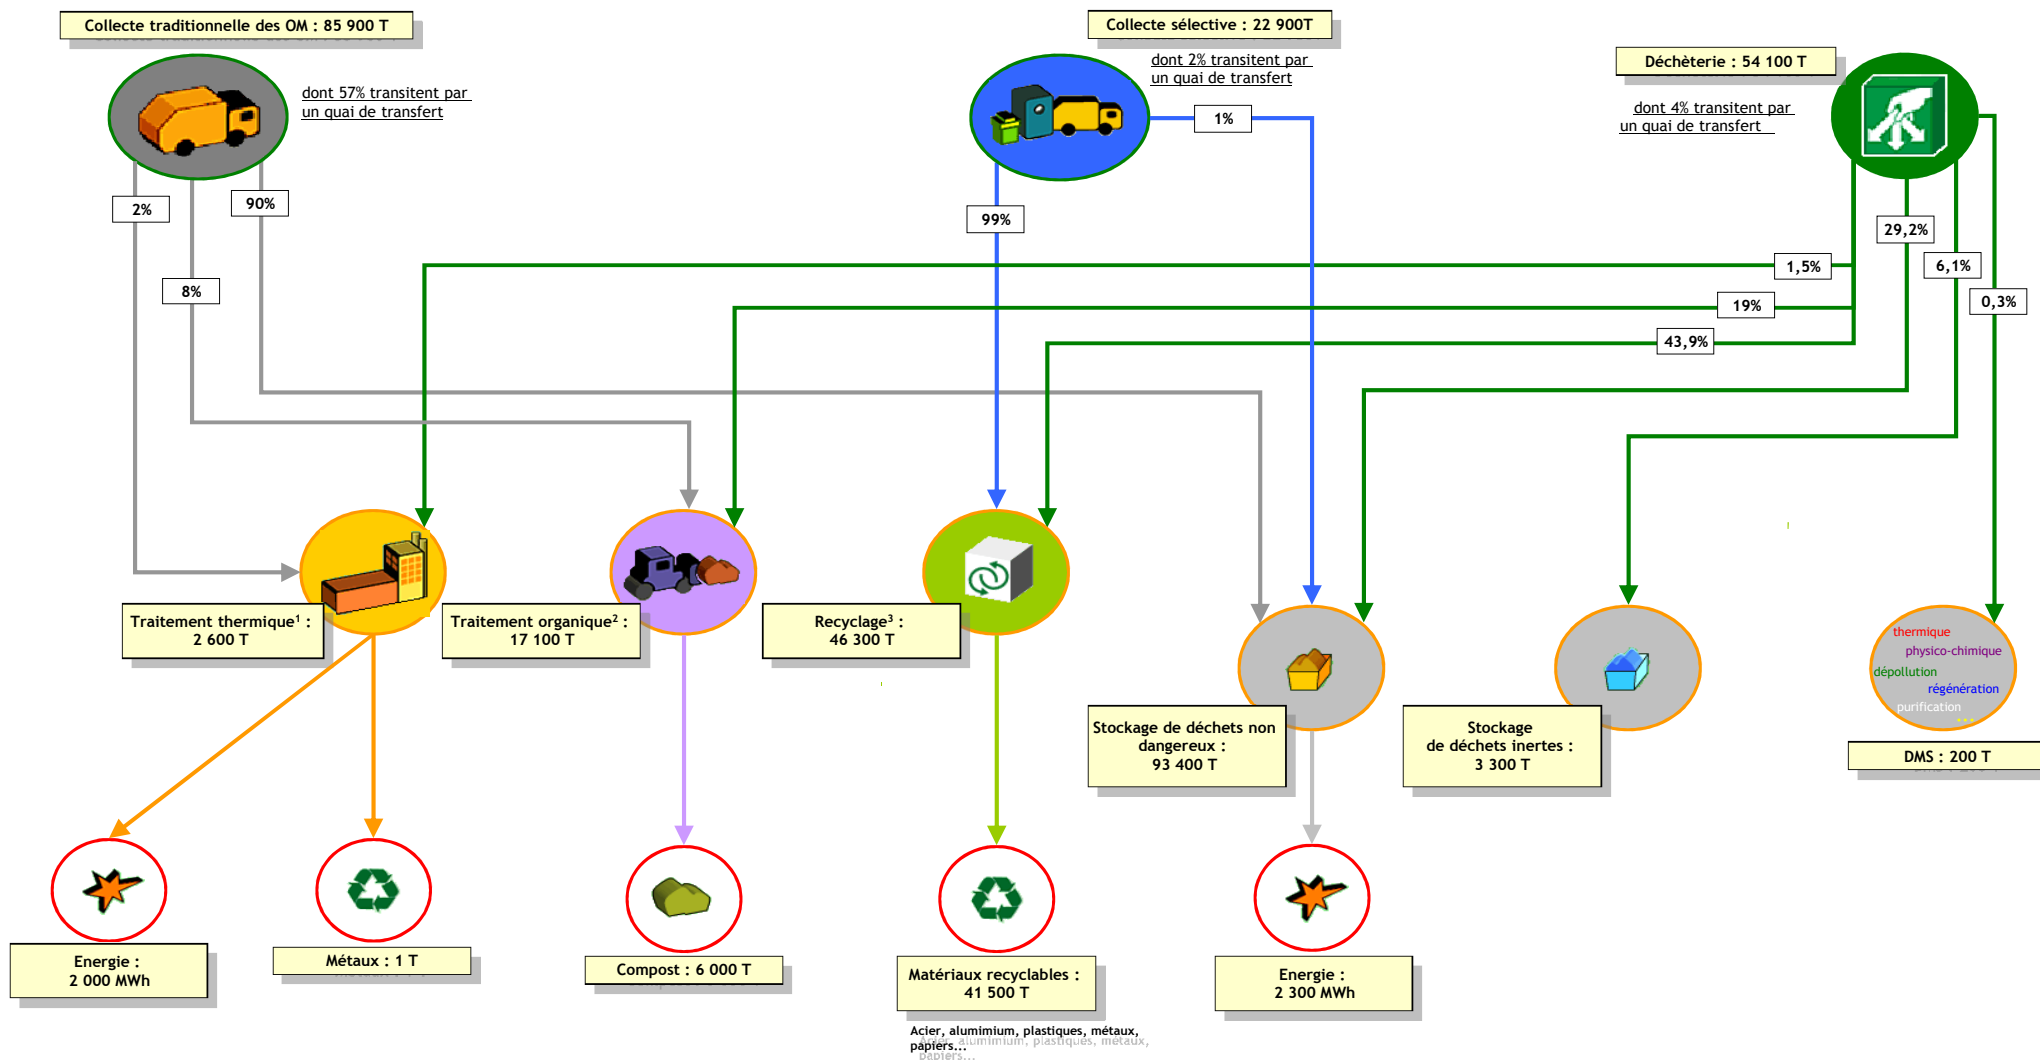 Collecte traditionnelle des OM : 85 900 T
Collecte sélective : 22 900T
Déchèterie : 54 100 T
dont 57% transitent par
un quai de transfert
dont 2% transitent par
un quai de transfert
dont 4% transitent par
un quai de transfert
1%
2%
90%
99%
29,2%
8%
1,5%
6,1%
19%
0,3%
43,9%
Traitement thermique¹ :
2 600 T
Traitement organique² :
17 100 T
Recyclage³ :
46 300 T
Stockage de déchets non
dangereux :
93 400 T
Stockage
de déchets inertes :
3 300 T
thermique
physico-chimique
dépollution
régénération
purification
...
DMS : 200 T
Energie :
2 000 MWh
Métaux : 1 T
Compost : 6 000 T
Matériaux recyclables :
41 500 T
Energie :
2 300 MWh
Acier, alumimium, plastiques, métaux,
papiers...